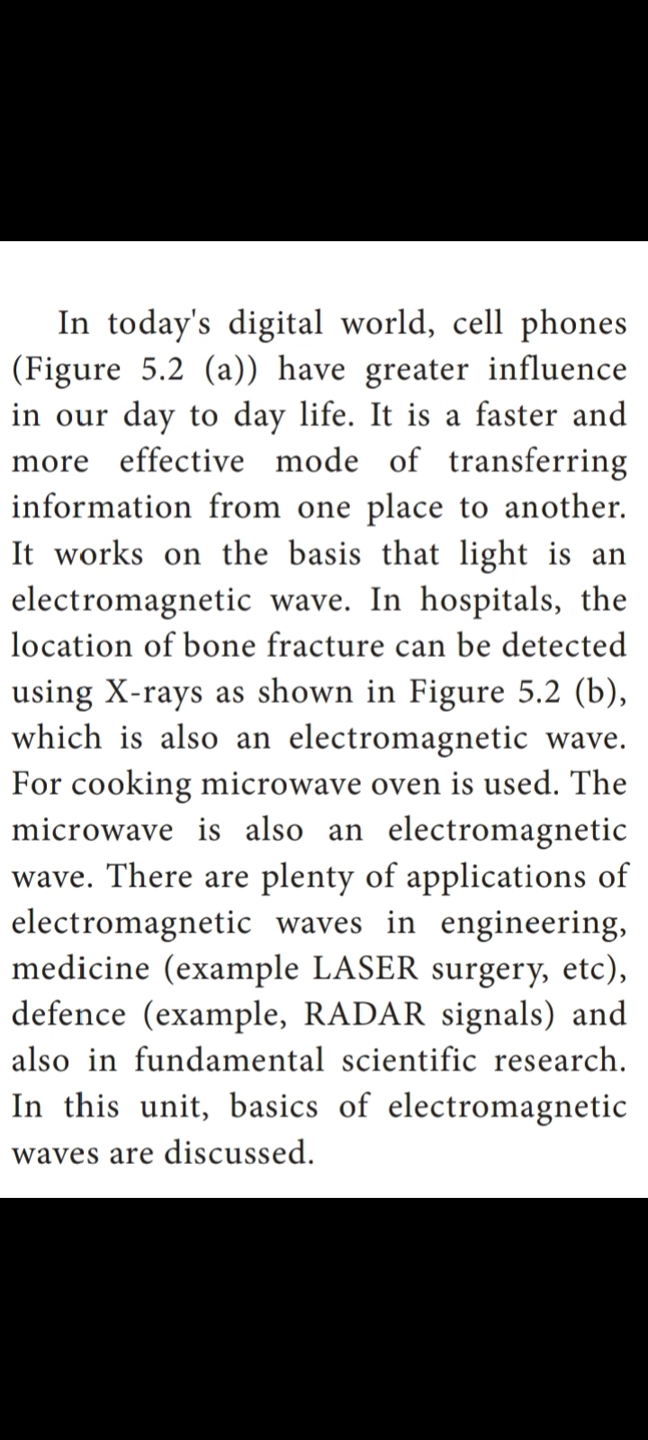 In today's digital world, cell phones
(Figure 5.2 (a)) have greater influence
in our day to day life. It is a faster and
more effective mode of transferring
information from one place to another.
It works on the basis that light is an
electromagnetic wave. In hospitals, the
location of bone fracture can be detected
using X-rays as shown in Figure 5.2 (b),
which is also an electromagnetic wave.
For cooking microwave oven is used. The
microwave is also an electromagnetic
wave. There are plenty of applications of
electromagnetic waves in engineering,
medicine (example LASER surgery, etc),
defence (example, RADAR signals) and
also in fundamental scientific research.
In this unit, basics of electromagnetic
waves are discussed.